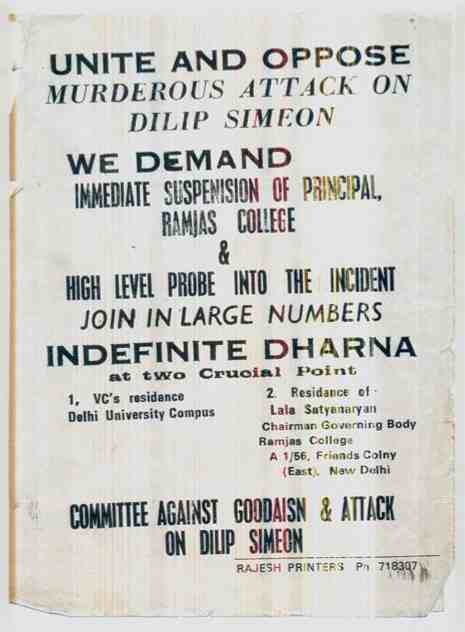 UNITE AND OPPOSE
MURDEROUS ATTACK ON
DILIP SIMEON
WE DEMAND
IMMEDIATE SUSPENISION OF PRINCIPAL,
RAMJAS COLLEGE
&
HIGH LEVEL PROBE INTO THE INCIDENT
JOIN IN LARGE NUMBERS
INDEFINITE DHARNA
at two Crucial Point
1, VC's residance
Delhi University Compus
2. Residance of -
Lala Satyanaryan
Chairman Governing Body
Ramjas College
A 1/56, Friends Colny
(East). New Delhi
COMMITTEE AGAINST GOODAISN & ATTACK
ON DILIP SIMEON
RAJESH PRINTERS Ph 718307